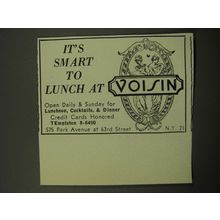 IT'S
SMART
TO
LUNCH AT
VOISIN
Open Daily & Sunday for
Luncheon, Cocktails, & Dinner
Credit Cards Honored
TEmpleton 8-6490
575 Park Avenue at 63rd Street
N.Y. 21